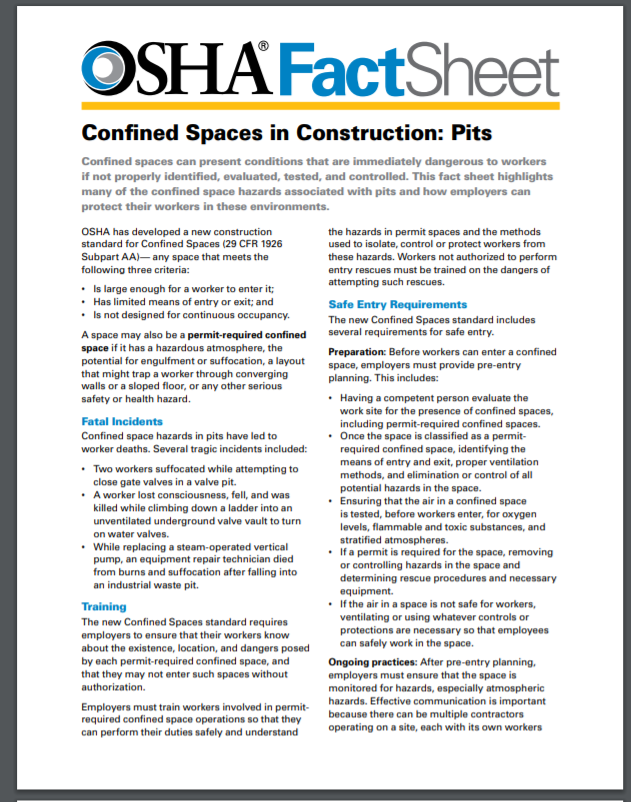 OSHA® FactSheet
Confined Spaces in Construction: Pits
Confined spaces can present conditions that are immediately dangerous to workers
if not properly identified, evaluated, tested, and controlled. This fact sheet highlights
many of the confined space hazards associated with pits and how employers can
protect their workers in these environments.
OSHA has developed a new construction
standard for Confined Spaces (29 CFR 1926
Subpart AA)— any space that meets the
following three criteria:
• Is large enough for a worker to enter it;
• Has limited means of entry or exit; and
• Is not designed for continuous occupancy.
A space may also be a permit-required confined
space if it has a hazardous atmosphere, the
potential for engulfment or suffocation, a layout
that might trap a worker through converging
walls or a sloped floor, or any other serious
safety or health hazard.
Fatal Incidents
Confined space hazards in pits have led to
worker deaths. Several tragic incidents included:
• Two workers suffocated while attempting to
close gate valves in a valve pit.
• A worker lost consciousness, fell, and was
killed while climbing down a ladder into an
unventilated underground valve vault to turn
on water valves.
• While replacing a steam-operated vertical
pump, an equipment repair technician died
from burns and suffocation after falling into
an industrial waste pit.
Training
The new Confined Spaces standard requires
employers to ensure that their workers know
about the existence, location, and dangers posed
by each permit-required confined space, and
that they may not enter such spaces without
authorization.
Employers must train workers involved in permit-
required confined space operations so that they
can perform their duties safely and understand
the hazards in permit spaces and the methods
used to isolate, control or protect workers from
these hazards. Workers not authorized to perform
entry rescues must be trained on the dangers of
attempting such rescues.
Safe Entry Requirements
The new Confined Spaces standard includes
several requirements for safe entry.
Preparation: Before workers can enter a confined
space, employers must provide pre-entry
planning. This includes:
• Having a competent person evaluate the
work site for the presence of confined spaces,
including permit-required confined spaces.
• Once the space is classified as a permit-
required confined space, identifying the
means of entry and exit, proper ventilation
methods, and elimination or control of all
potential hazards in the space.
• Ensuring that the air in a confined space
is tested, before workers enter, for oxygen
levels, flammable and toxic substances, and
stratified atmospheres.
• If a permit is required for the space, removing
or controlling hazards in the space and
determining rescue procedures and necessary
equipment.
• If the air in a space is not safe for workers,
ventilating or using whatever controls or
protections are necessary so that employees
can safely work in the space.
Ongoing practices: After pre-entry planning,
employers must ensure that the space is
monitored for hazards, especially atmospheric
hazards. Effective communication is important
because there can be multiple contractors
operating on a site, each with its own workers